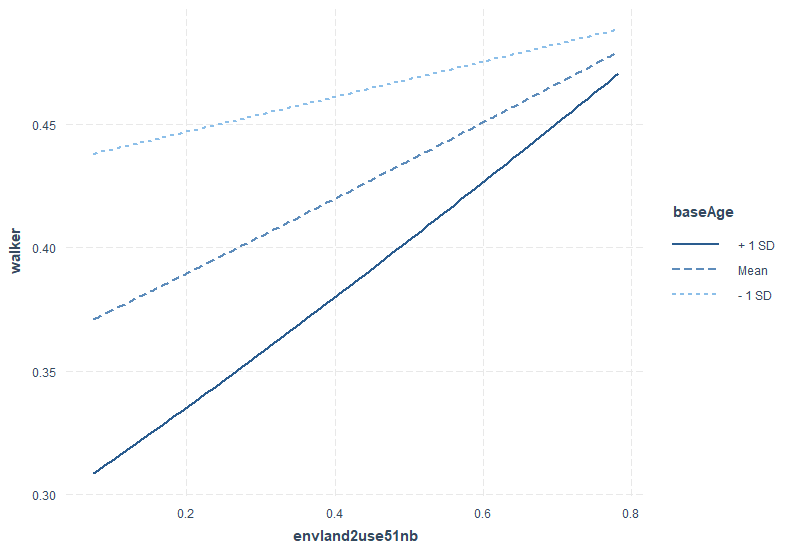 walker
0.45
0.40
0.35
0.30
0.2
0.4
0.6
0.8
envland2use51nb
baseAge
+ 1 SD
Mean
- 1 SD